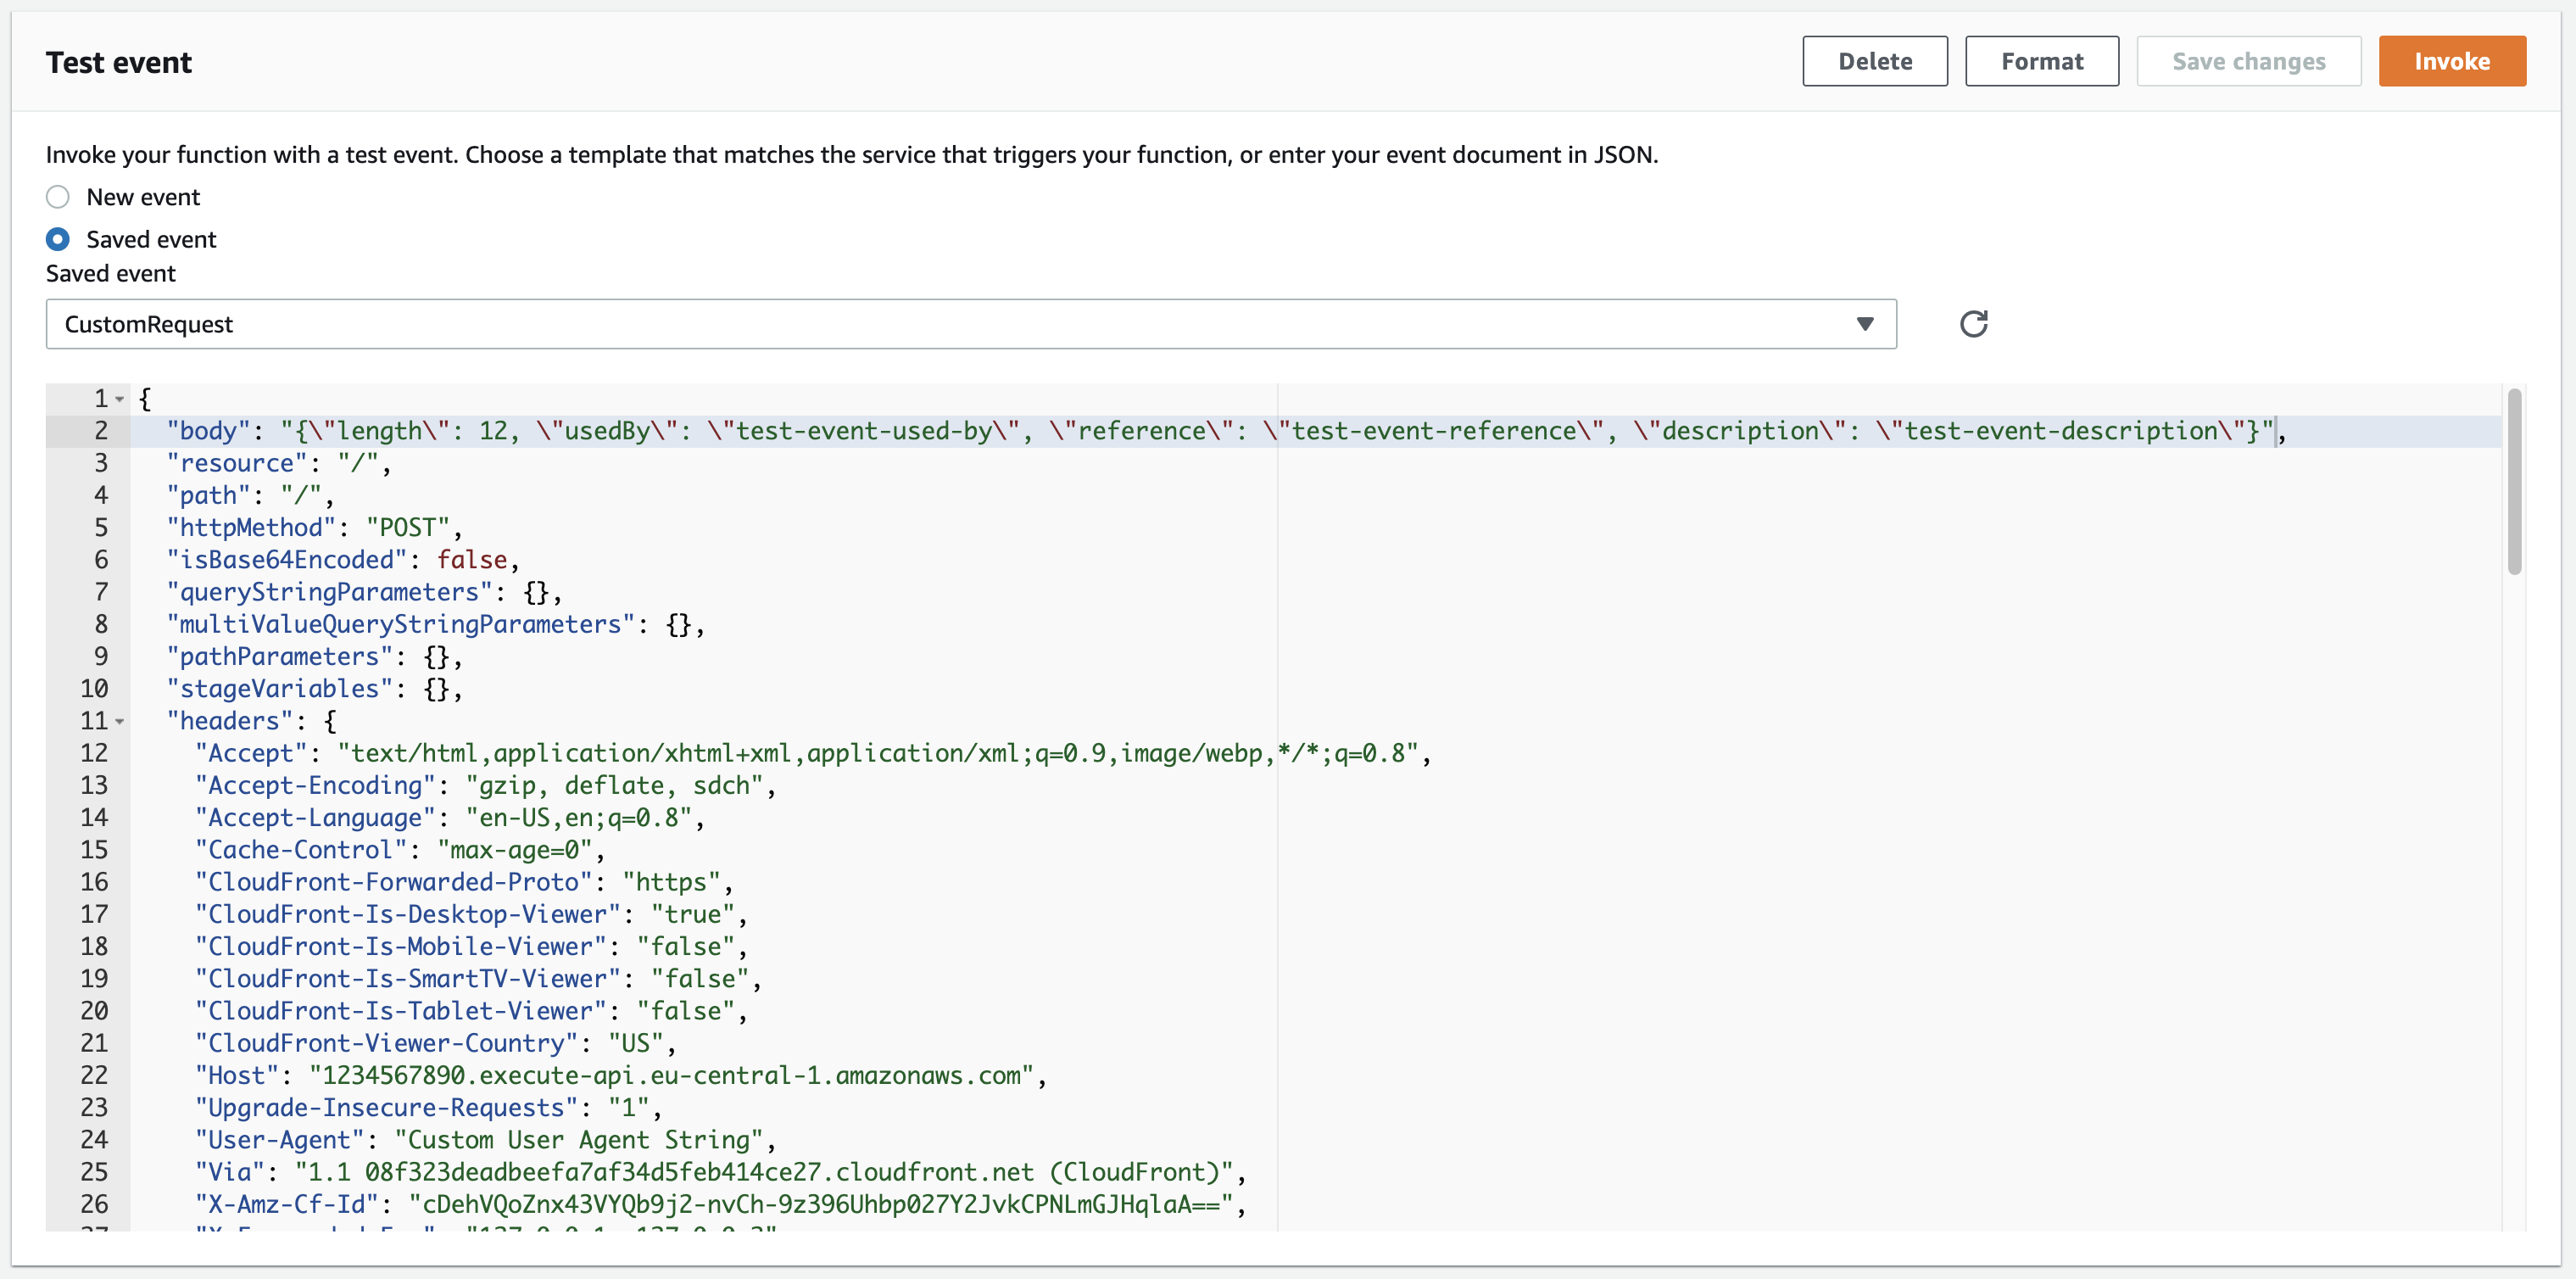 Test event
Delete
Format
Save changes
Invoke
Invoke your function with a test event. Choose a template that matches the service that triggers your function, or enter your event document in JSON.
New event
Saved event
Saved event
CustomRequest
1 {
2 "body": "{\"length\": 12, \"usedBy\": \"test-event-used-by\", \"reference\": \"test-event-reference\", \"description\": \"test-event-description\"}",
3 "resource": "/",
4 "path": "/",
5 "httpMethod": "POST",
6 "isBase64Encoded": false,
7 "queryStringParameters": {},
8 "multiValueQueryStringParameters": {},
9 "pathParameters": {},
10 "stageVariables": {},
11 "headers": {
12 "Accept": "text/html,application/xhtml+xml,application/xml;q=0.9,image/webp,*/*;q=0.8",
13 "Accept-Encoding": "gzip, deflate, sdch",
14 "Accept-Language": "en-US,en;q=0.8",
15 "Cache-Control": "max-age=0",
16 "CloudFront-Forwarded-Proto": "https",
17 "CloudFront-Is-Desktop-Viewer": "true",
18 "CloudFront-Is-Mobile-Viewer": "false",
19 "CloudFront-Is-SmartTV-Viewer": "false",
20 "CloudFront-Is-Tablet-Viewer": "false",
21 "CloudFront-Viewer-Country": "US",
22 "Host": "1234567890.execute-api.eu-central-1.amazonaws.com",
23 "Upgrade-Insecure-Requests": "1",
24 "User-Agent": "Custom User Agent String",
25 "Via": "1.1 08f323deadbeefa7af34d5feb414ce27.cloudfront.net (CloudFront)",
26 "X-Amz-Cf-Id": "cDehVQoZnx43VYQb9j2-nvCh-9z396Uhbp027Y2JvkCPNLmGJHqlaA==",